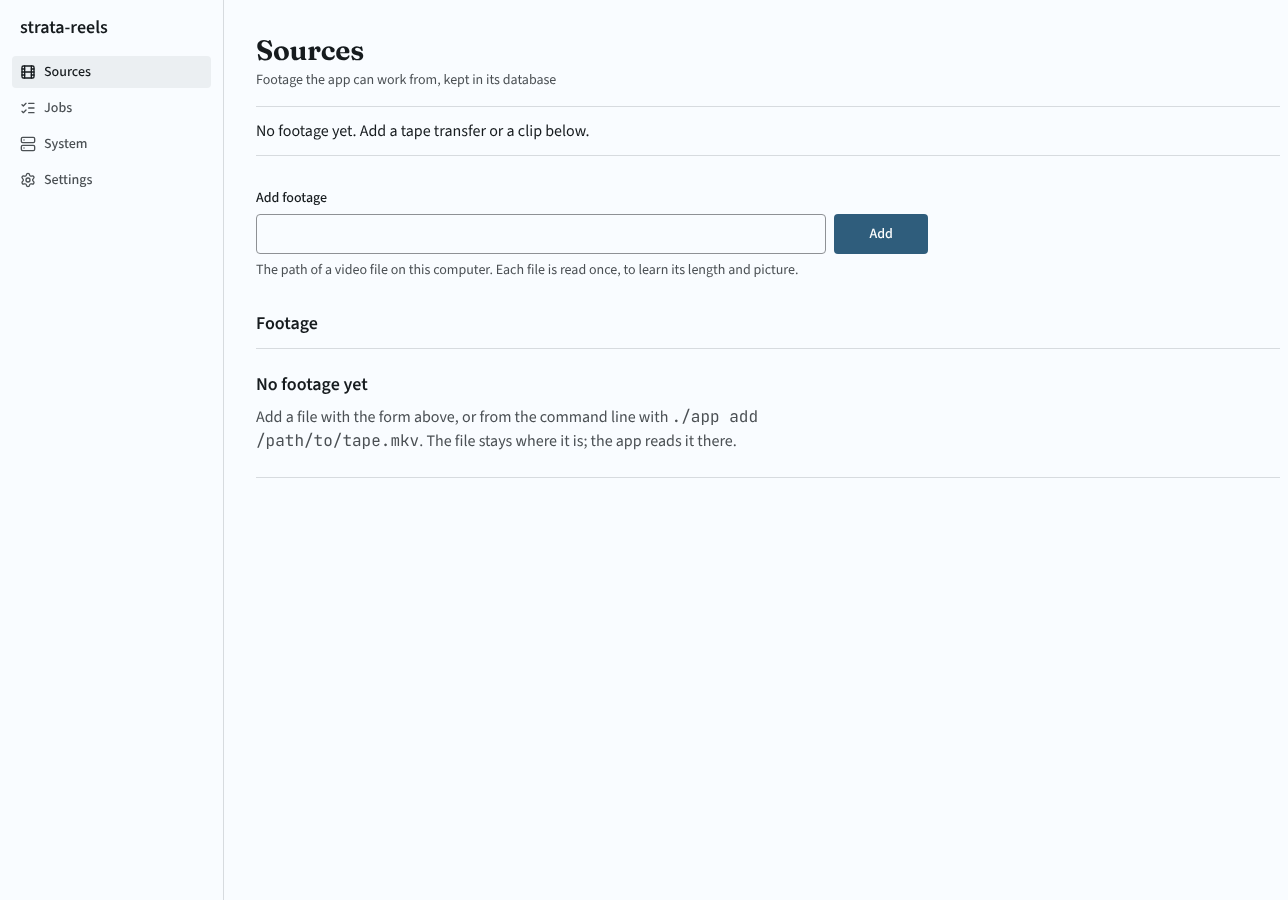 strata-reels
Sources
Jobs
System
Settings
Sources
Footage the app can work from, kept in its database
No footage yet. Add a tape transfer or a clip below.
Add footage
Add
The path of a video file on this computer. Each file is read once, to learn its length and picture.
Footage
No footage yet
Add a file with the form above, or from the command line with ./app add
/path/to/tape.mkv. The file stays where it is; the app reads it there.